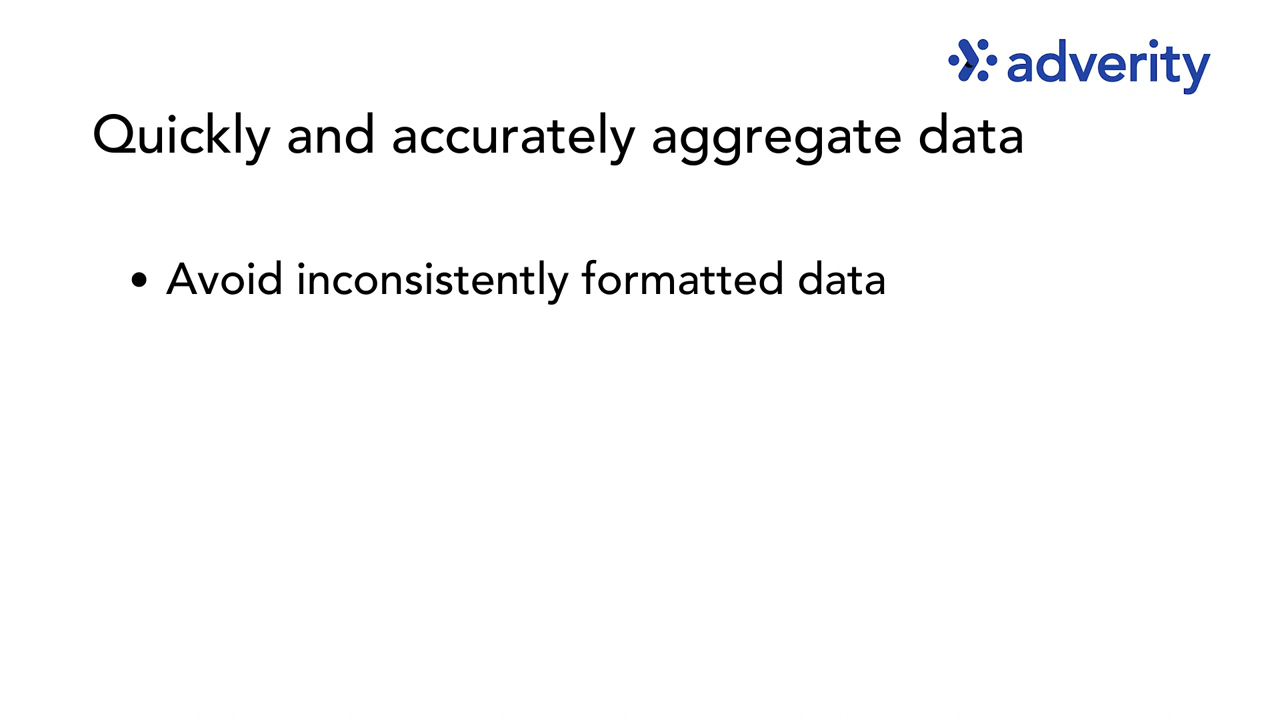 adverity
Quickly and accurately aggregate data
• Avoid inconsistently formatted data